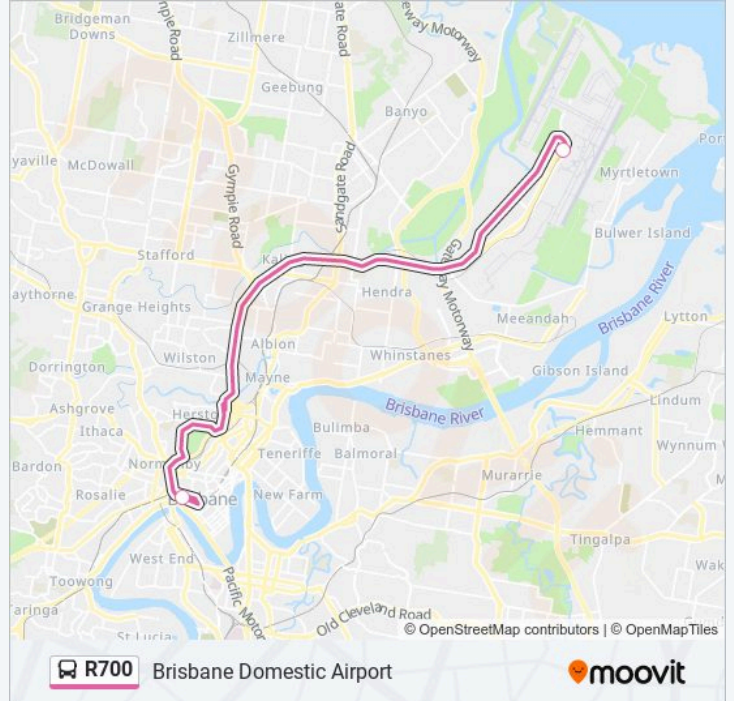 Bridgeman
Downs
Zillmere
Geebung
Banyo
McDowall
Gympie Road
Sandgate Road
Myrtletown
Bulwer Island
Stafford
Hendra
Gateway Motorway
Grange Heights
Meeandah
Brisbane River
Lytton
Albion
Wilston
Whinstanes
Dorrington
Mayne
Gibson Island
Lindum
Ashgrove
Herston
Brisbane River
Ithaca
Bulimba
Hemmant
Bardon
Teneriffe
Balmoral
Wynnum
Murarrie
Rosalie
New Farm
Tingalpa
West End
Toowong
Old Cleveland Road
St Lucia
© OpenStreetMap contributors | © OpenMapTiles
R700 Brisbane Domestic Airport
moovit